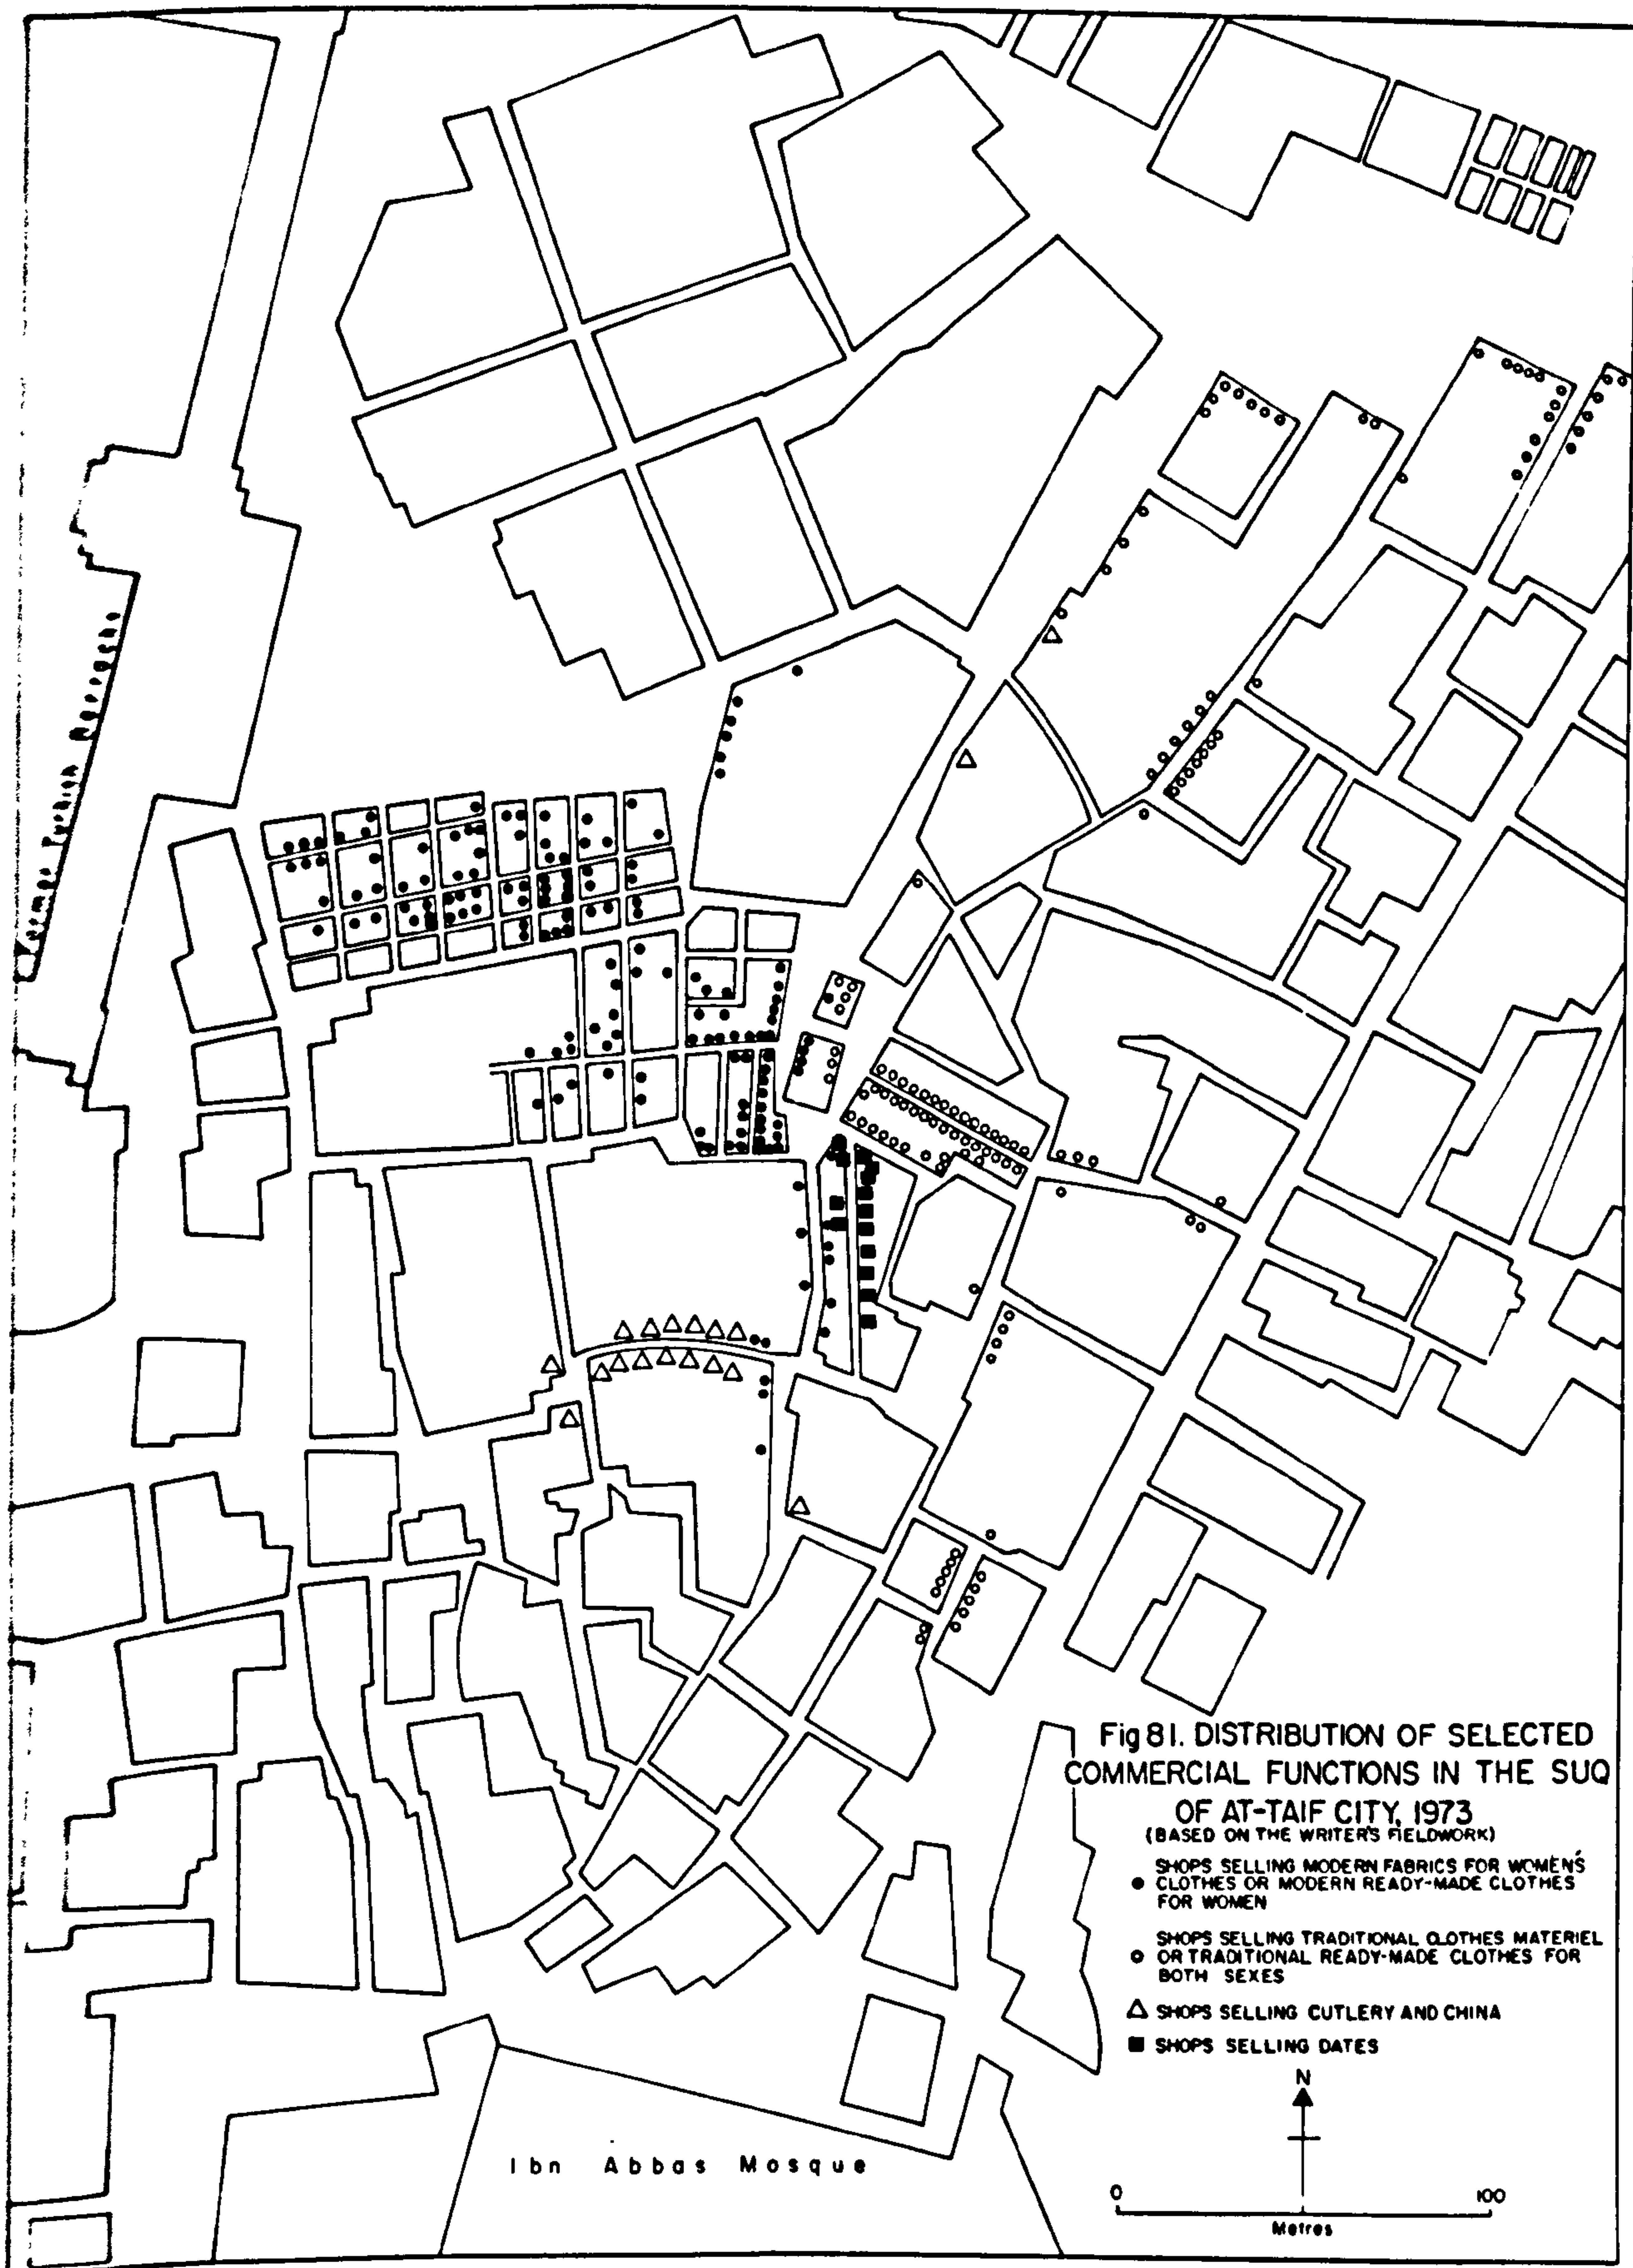 Fig 81. DISTRIBUTION OF SELECTED
COMMERCIAL FUNCTIONS IN THE SUQ
OF AT-TAIF CITY, 1973
(BASED ON THE WRITER'S FIELDWORK)
SHOPS SELLING MODERN FABRICS FOR WOMEN'S
CLOTHES OR MODERN READY-MADE CLOTHES
FOR WOMEN
SHOPS SELLING TRADITIONAL CLOTHES MATERIEL
OR TRADITIONAL READY-MADE CLOTHES FOR
BOTH SEXES
SHOPS SELLING CUTLERY AND CHINA
SHOPS SELLING DATES
N
0 100
Metres
Ibn Abbas Mosque